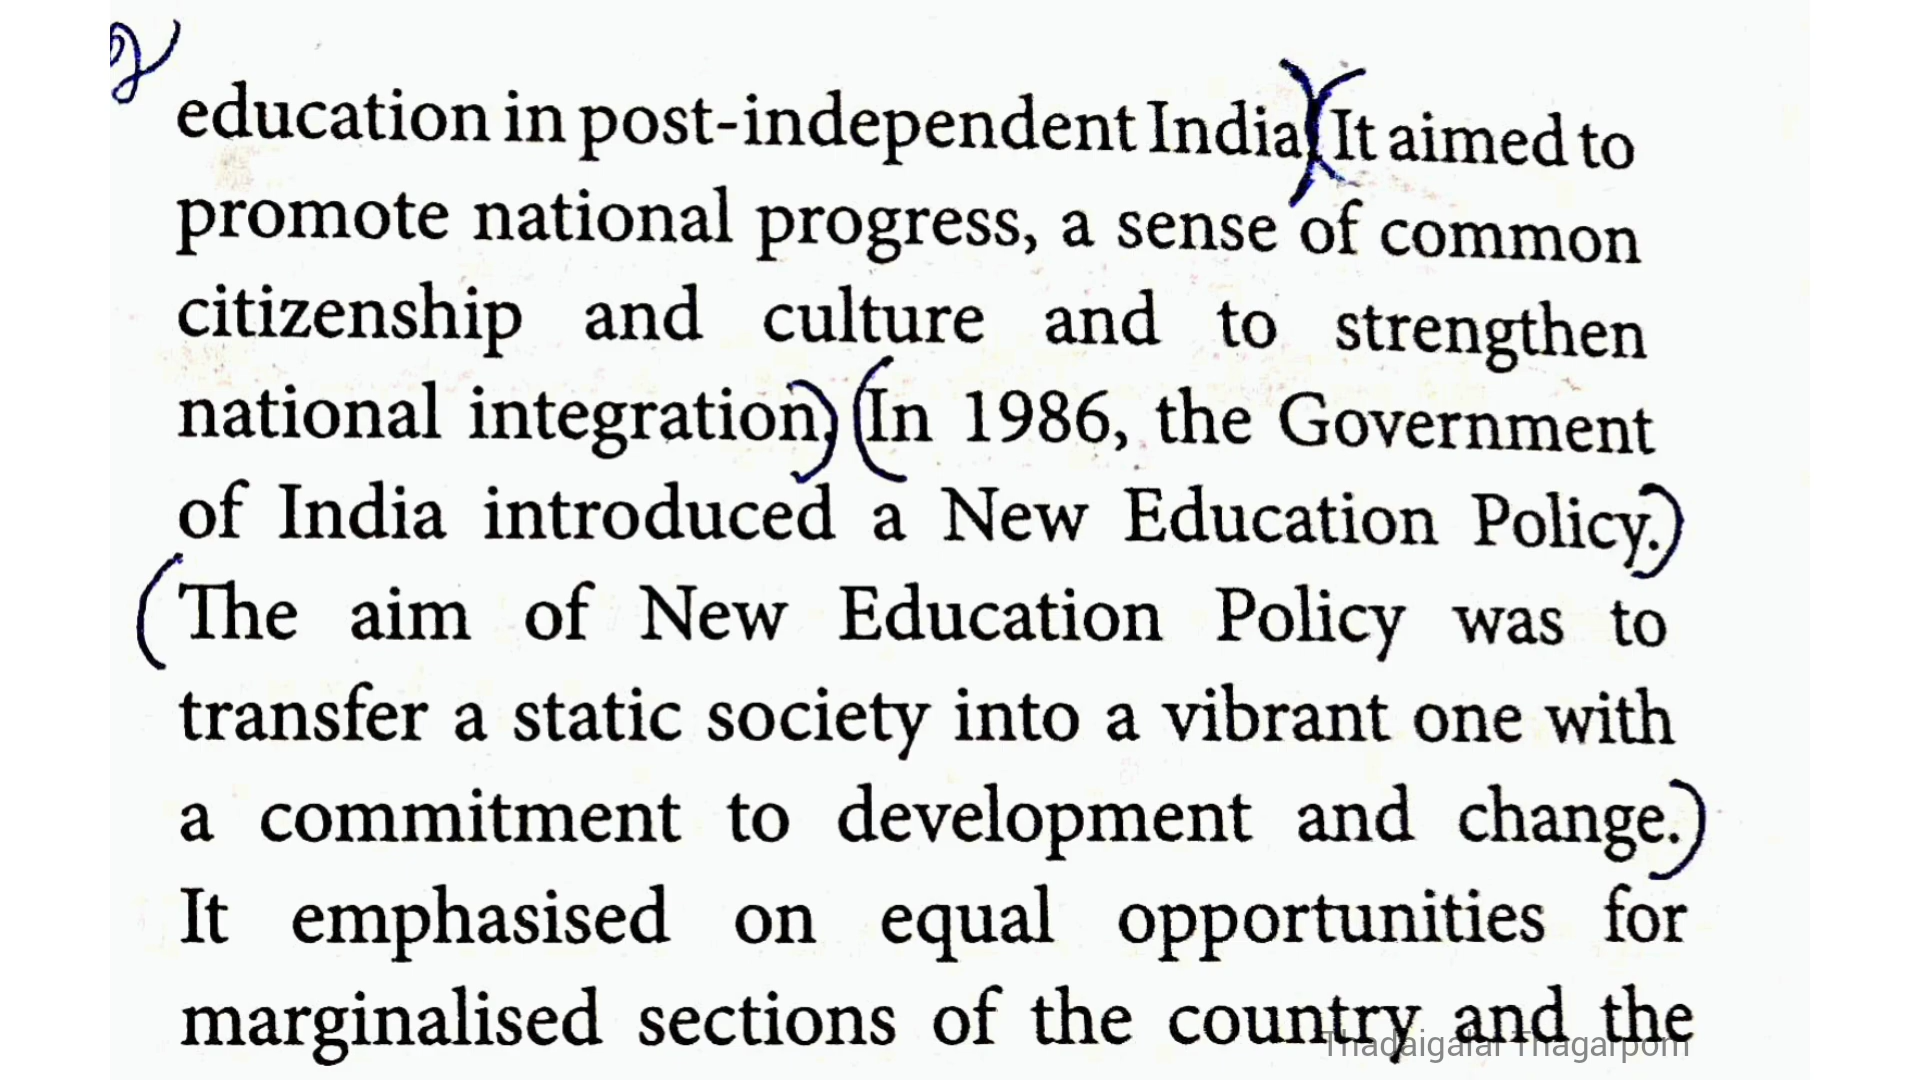 education in post-independent India. It aimed to
promote national progress, a sense of common
citizenship and culture and to strengthen
national integration. In 1986, the Government
of India introduced a New Education Policy.
The aim of New Education Policy was to
transfer a static society into a vibrant one with
a commitment to development and change.
It emphasised on equal opportunities for
marginalised sections of the country and the
Thadaigalai Thagarpom